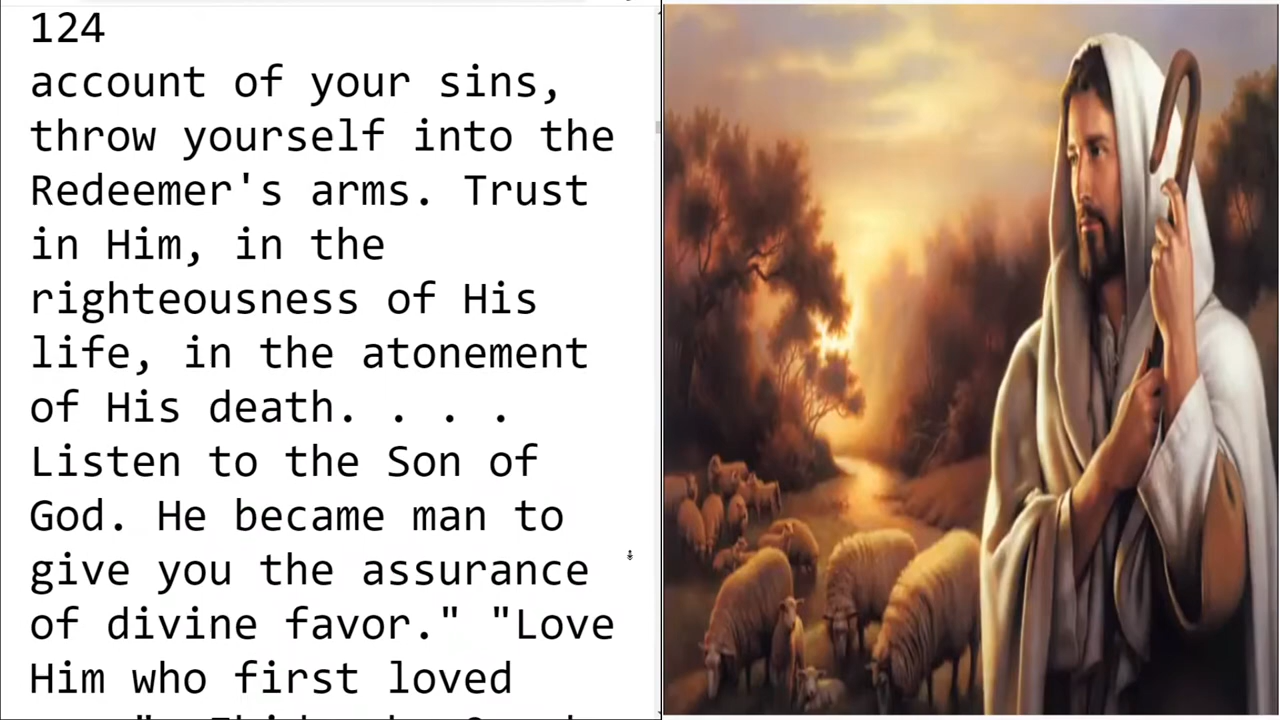 124
account of your sins,
throw yourself into the
Redeemer's arms. Trust
in Him, in the
righteousness of His
life, in the atonement
of His death. . . .
Listen to the Son of
God. He became man to
give you the assurance
of divine favor." "Love
Him who first loved